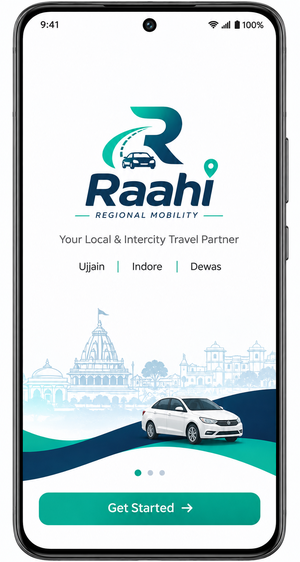 9:41 100%
Raahi
REGIONAL MOBILITY
Your Local & Intercity Travel Partner
Ujjain | Indore | Dewas
Get Started →